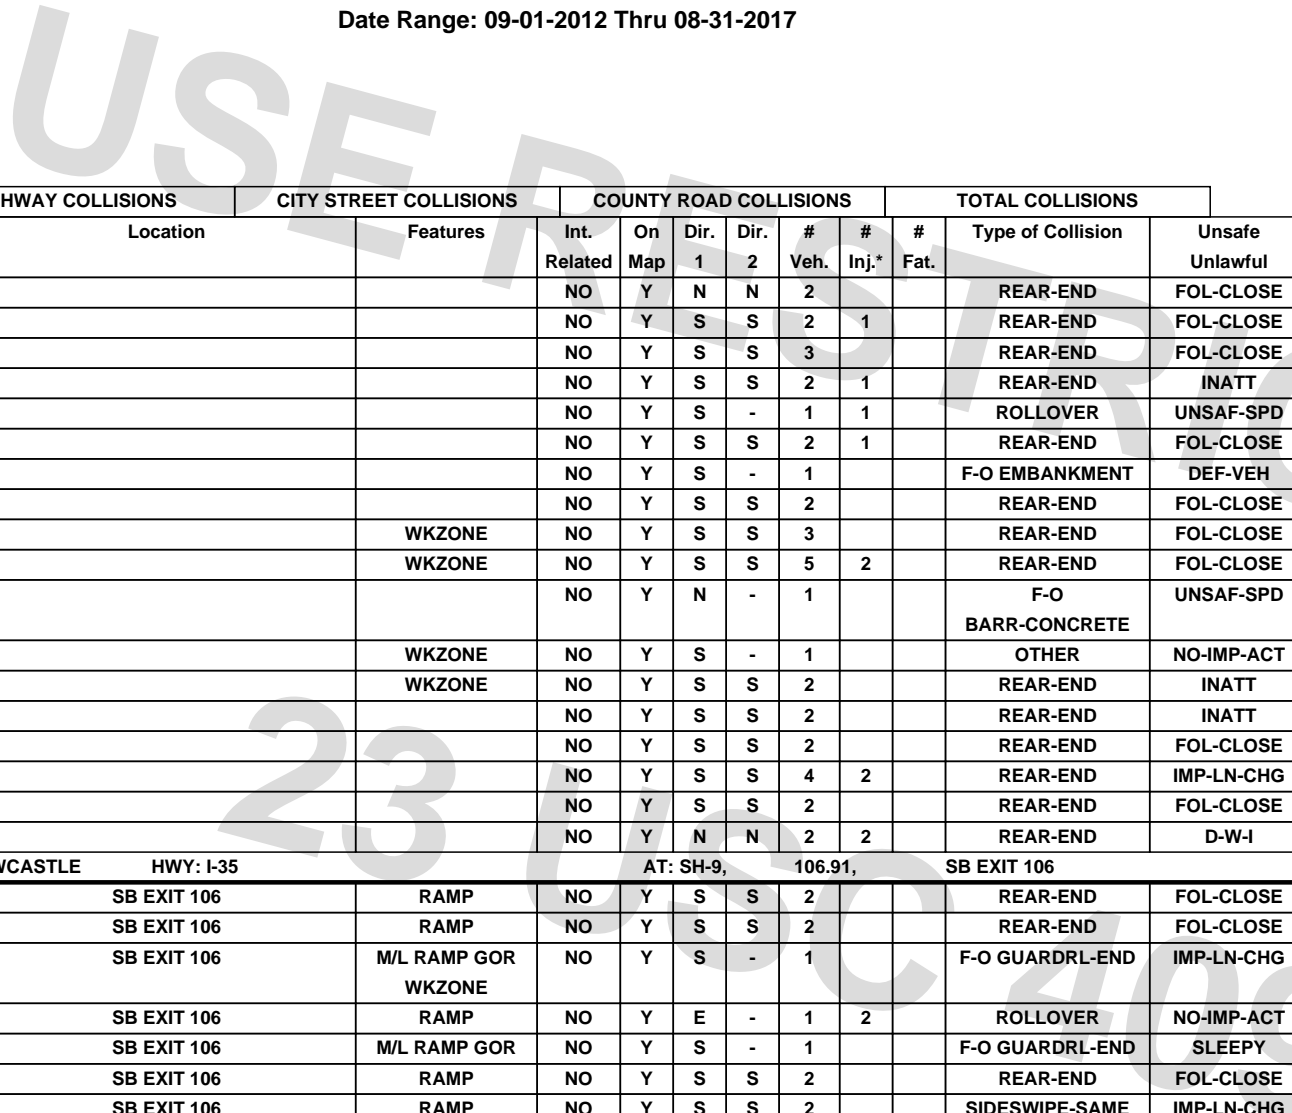 Date Range: 09-01-2012 Thru 08-31-2017
USE RESTRIC
23 USC 409
HWAY COLLISIONS CITY STREET COLLISIONS COUNTY ROAD COLLISIONS TOTAL COLLISIONS
Location Features Int. On Dir. Dir. # # # Type of Collision Unsafe
Related Map 1 2 Veh. Inj.* Fat. Unlawful
NO Y N N 2 REAR-END FOL-CLOSE
NO Y S S 2 1 REAR-END FOL-CLOSE
NO Y S S 3 REAR-END FOL-CLOSE
NO Y S S 2 1 REAR-END INATT
NO Y S - 1 1 ROLLOVER UNSAF-SPD
NO Y S S 2 1 REAR-END FOL-CLOSE
NO Y S - 1 F-O EMBANKMENT DEF-VEH
NO Y S S 2 REAR-END FOL-CLOSE
WKZONE NO Y S S 3 REAR-END FOL-CLOSE
WKZONE NO Y S S 5 2 REAR-END FOL-CLOSE
NO Y N - 1 F-O UNSAF-SPD
BARR-CONCRETE
WKZONE NO Y S - 1 OTHER NO-IMP-ACT
WKZONE NO Y S S 2 REAR-END INATT
NO Y S S 2 REAR-END INATT
NO Y S S 2 REAR-END FOL-CLOSE
NO Y S S 4 2 REAR-END IMP-LN-CHG
NO Y S S 2 REAR-END FOL-CLOSE
NO Y N N 2 2 REAR-END D-W-I
WCASTLE HWY: I-35 AT: SH-9, 106.91, SB EXIT 106
SB EXIT 106 RAMP NO Y S S 2 REAR-END FOL-CLOSE
SB EXIT 106 RAMP NO Y S S 2 REAR-END FOL-CLOSE
SB EXIT 106 M/L RAMP GOR NO Y S - 1 F-O GUARDRL-END IMP-LN-CHG
WKZONE
SB EXIT 106 RAMP NO Y E - 1 2 ROLLOVER NO-IMP-ACT
SB EXIT 106 M/L RAMP GOR NO Y S - 1 F-O GUARDRL-END SLEEPY
SB EXIT 106 RAMP NO Y S S 2 REAR-END FOL-CLOSE
SB EXIT 106 RAMP NO Y S S 2 SIDESWIPE-SAME IMP-LN-CHG